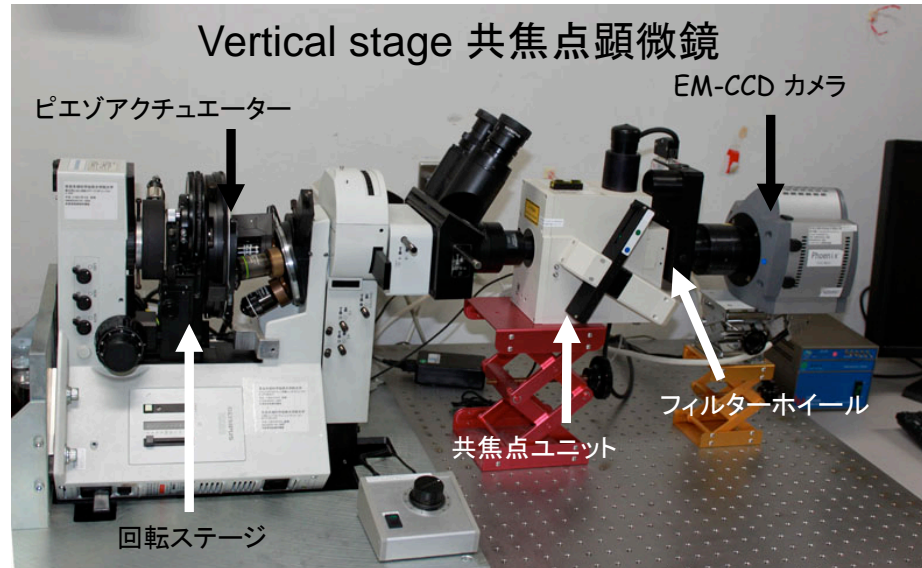 Vertical stage 共焦点顕微鏡
EM-CCD カメラ
ピエゾアクチュエーター
Phoenix
フィルターホイール
共焦点ユニット
回転ステージ
OLYMPUS